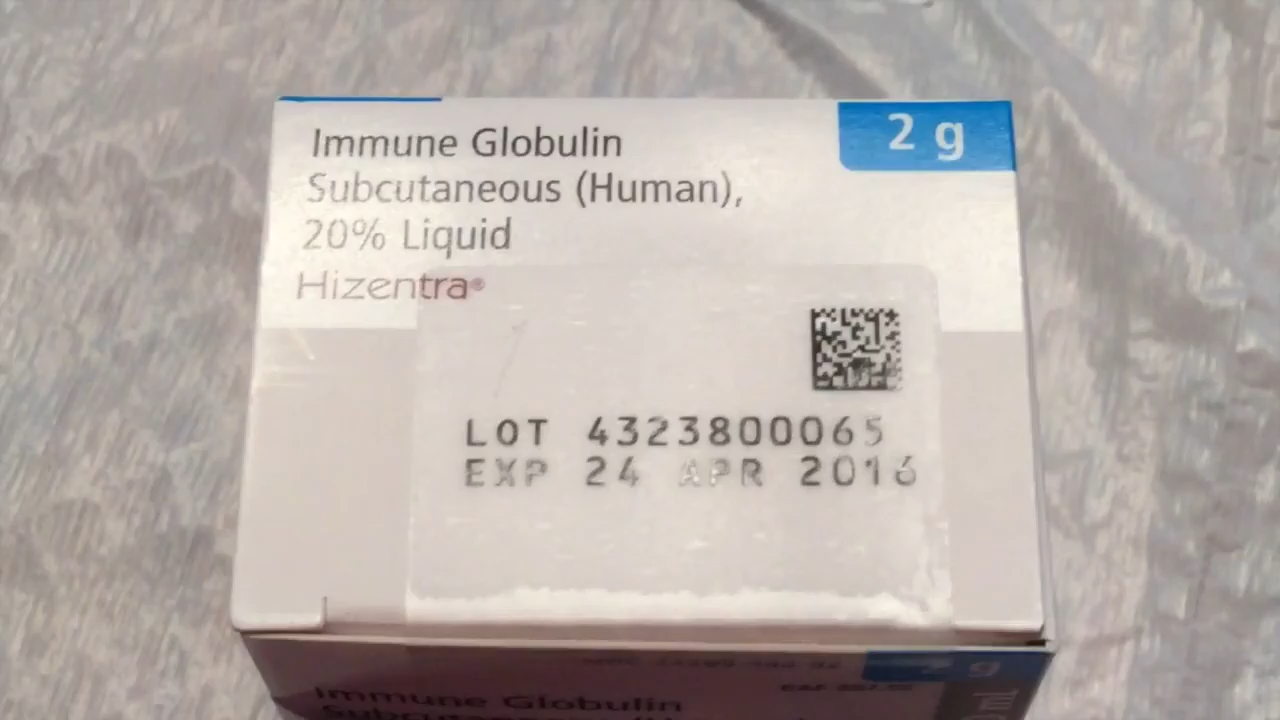 Immune Globulin
Subcutaneous (Human),
20% Liquid
Hizentra®
2 g
LOT 4323800065
EXP 24 APR 2016
Immune Globulin